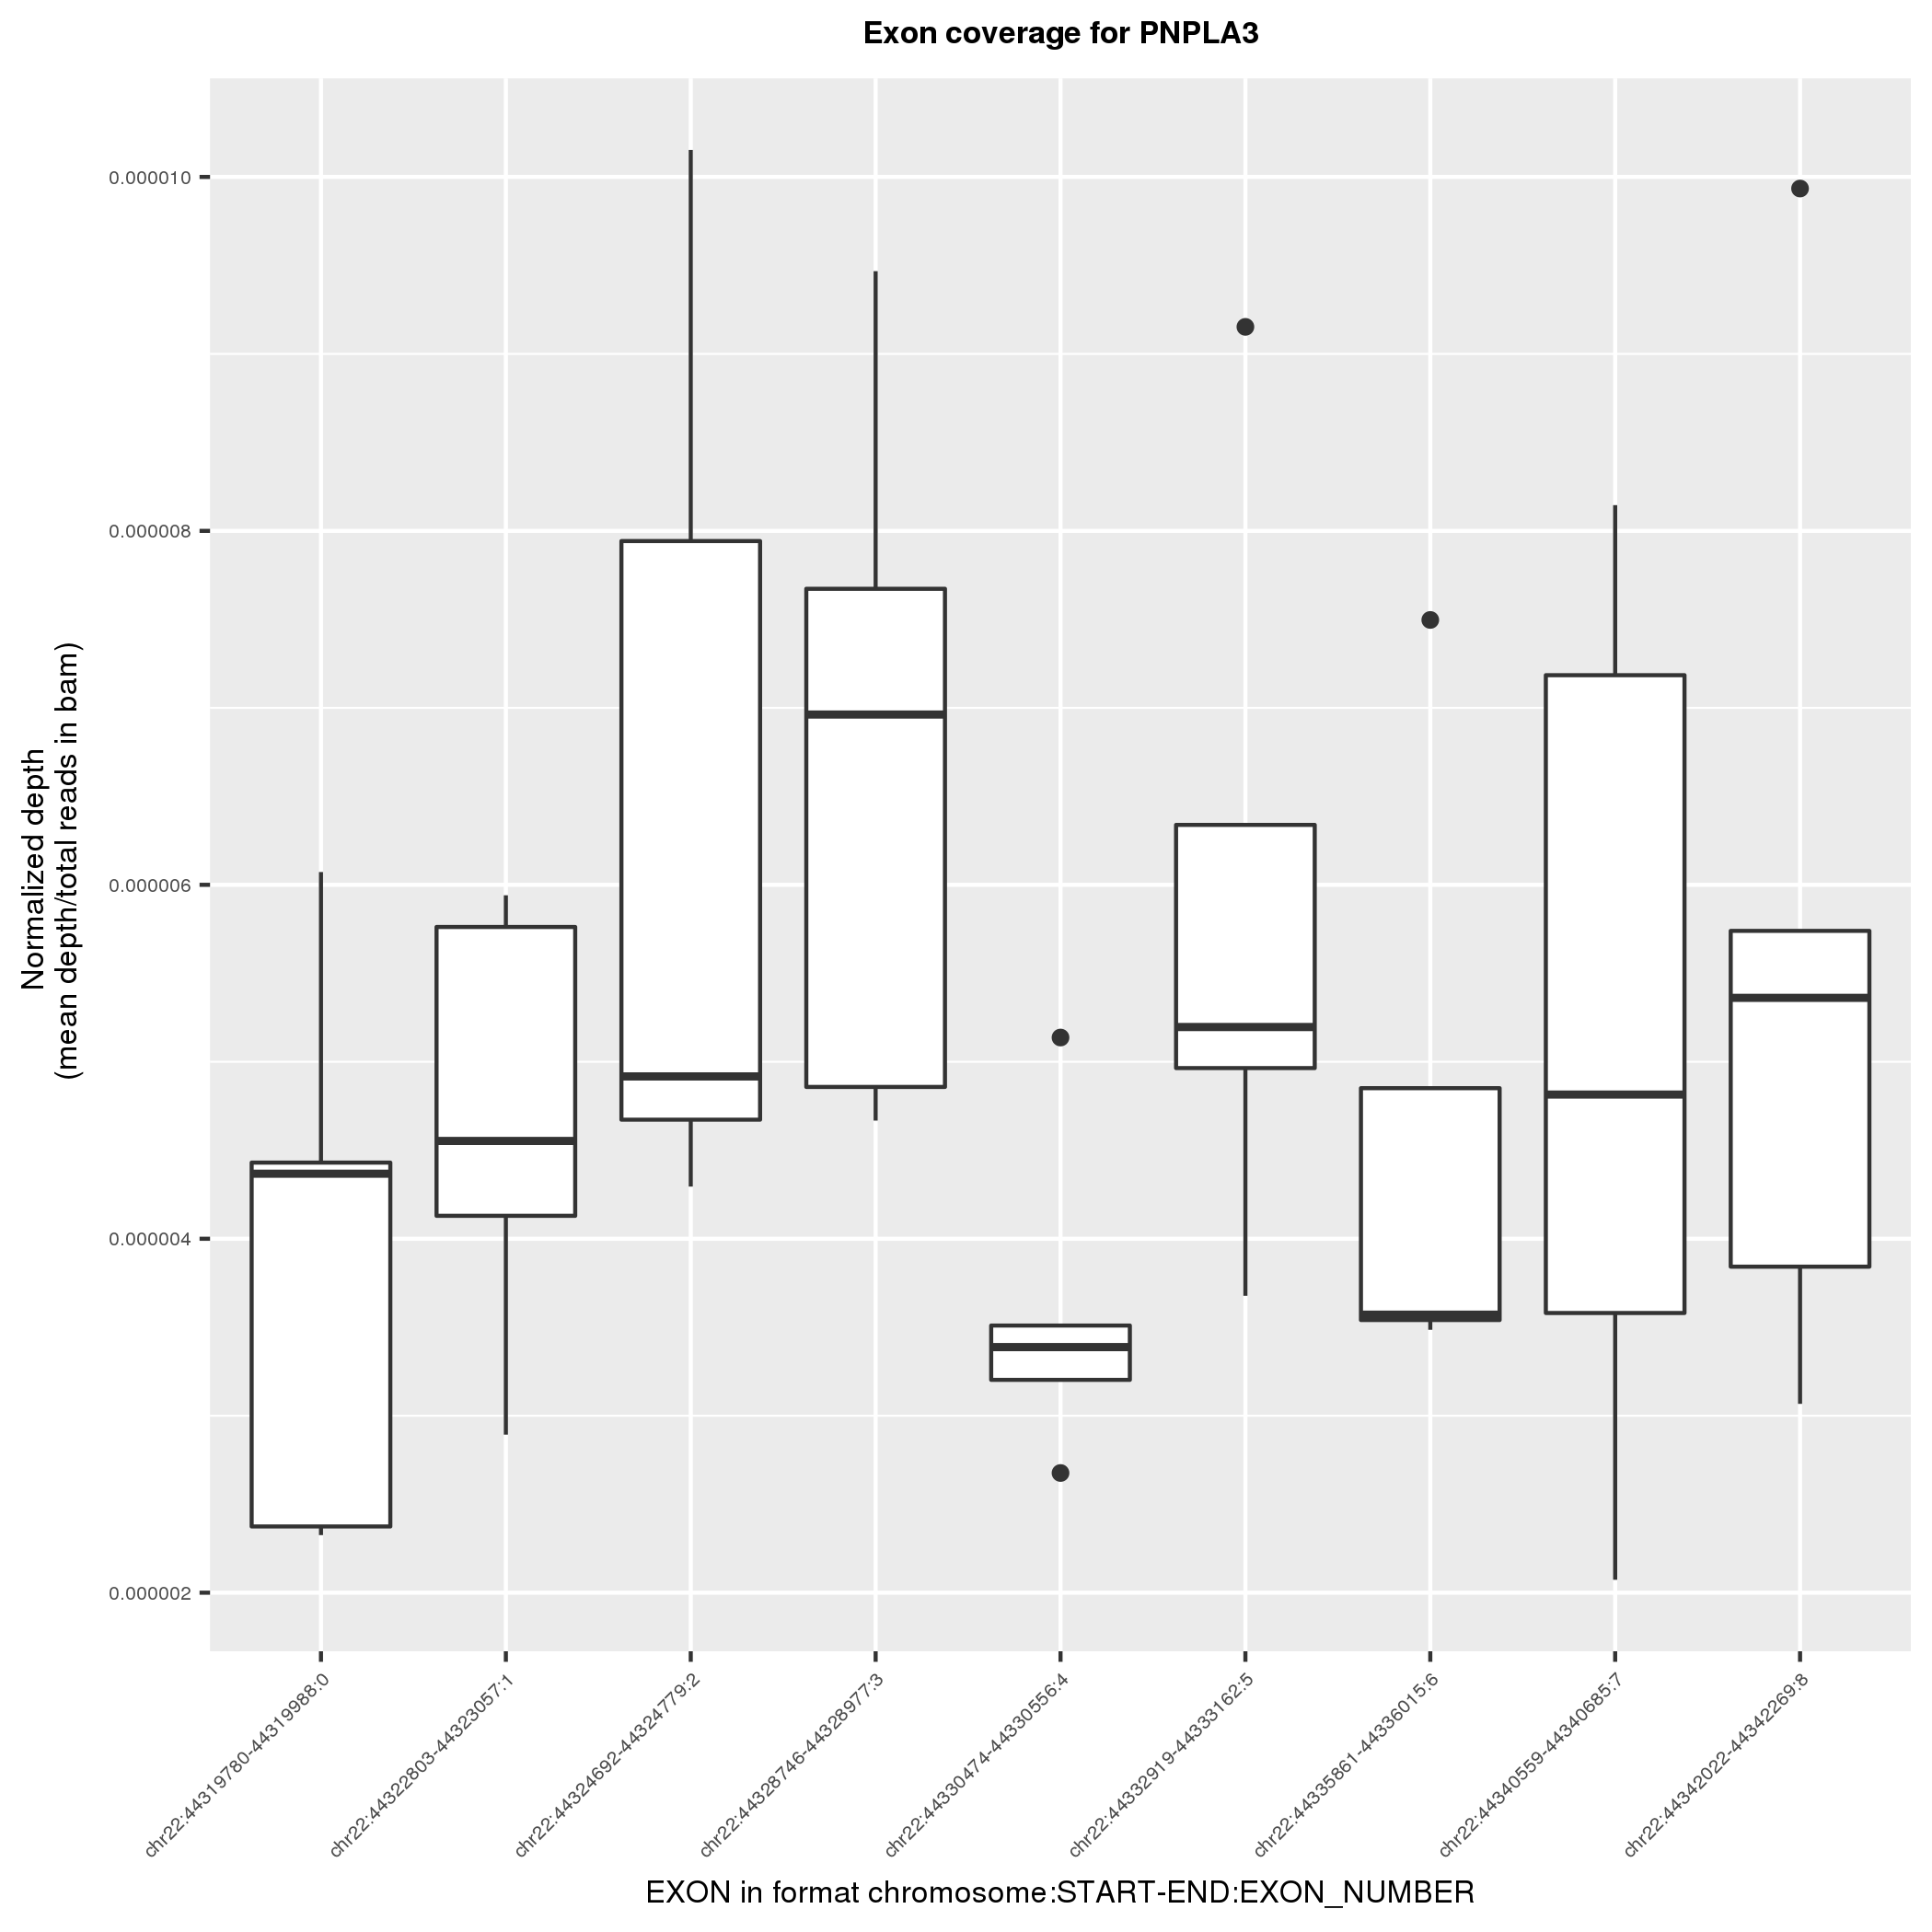 Exon coverage for PNPLA3
0.000010
0.000008
0.000006
0.000004
0.000002
Normalized depth
(mean depth/total reads in bam)
chr22:44319780-44319988:0
chr22:44322803-44323057:1
chr22:44324692-44324779:2
chr22:44328746-44328977:3
chr22:44330474-44330556:4
chr22:44332919-44333162:5
chr22:44335861-44336015:6
chr22:44340559-44340685:7
chr22:44342022-44342269:8
EXON in format chromosome:START-END:EXON_NUMBER